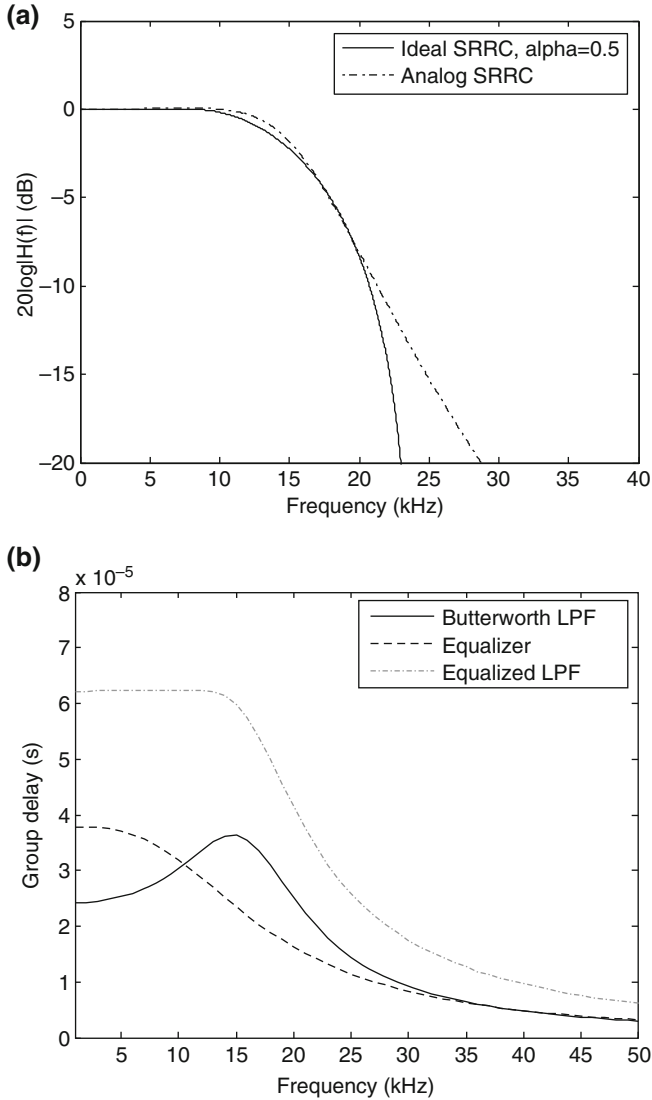 (a)
5
0
−5
−10
−15
−20
20log|H(f)| (dB)
Ideal SRRC, alpha=0.5
Analog SRRC
0 5 10 15 20 25 30 35 40
Frequency (kHz)
(b)
x 10⁻⁵
8
7
6
5
4
3
2
1
0
Group delay (s)
Butterworth LPF
Equalizer
Equalized LPF
5 10 15 20 25 30 35 40 45 50
Frequency (kHz)